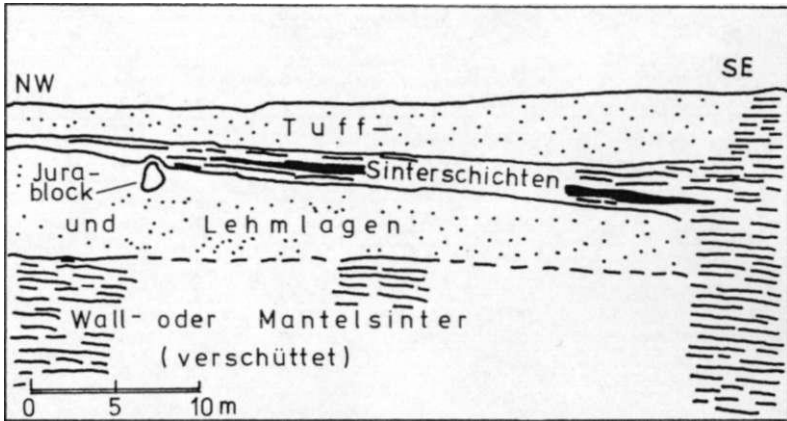 NW
SE
Tuff-
Sinterschichten
Jura-
block
und Lehmlagen
Wall- oder Mantelsinter
(verschüttet)
0 5 10 m